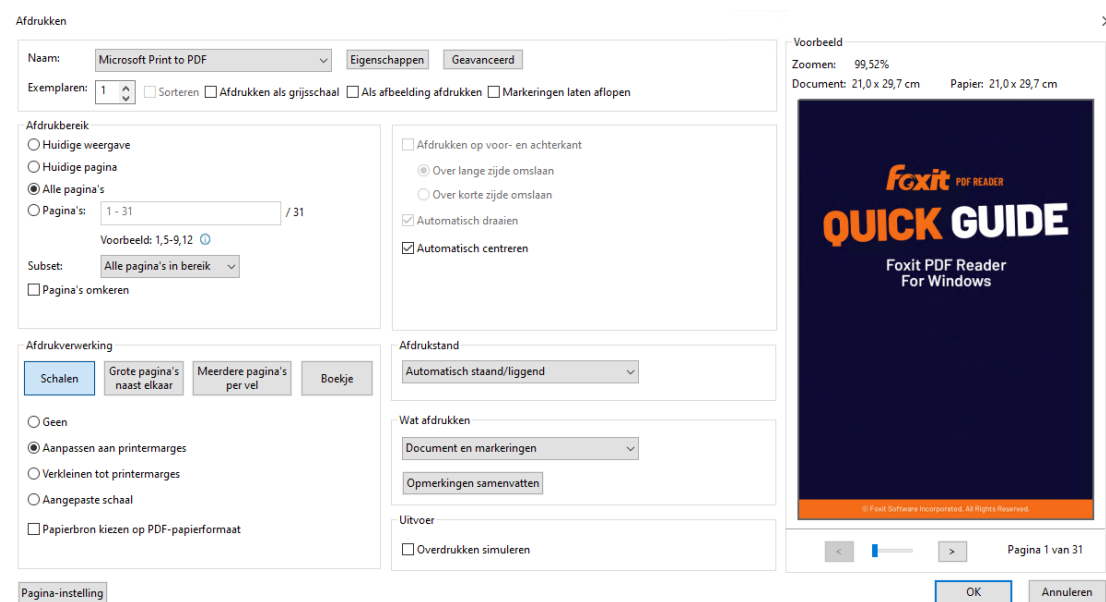 Afdrukken
Naam: Microsoft Print to PDF Eigenschappen Geavanceerd
Exemplaren: 1 Sorteren Afdrukken als grijsschaal Als afbeelding afdrukken Markeringen laten aflopen
Afdrukbereik
Huidige weergave
Huidige pagina
Alle pagina's
Pagina's: 1 - 31 / 31
Voorbeeld: 1,5-9,12
Subset: Alle pagina's in bereik
Pagina's omkeren
Afdrukken op voor- en achterkant
Over lange zijde omslaan
Over korte zijde omslaan
Automatisch draaien
Automatisch centreren
Afdrukverwerking
Schalen
Grote pagina's
naast elkaar
Meerdere pagina's
per vel
Boekje
Geen
Aanpassen aan printermarges
Verkleinen tot printermarges
Aangepaste schaal
Papierbron kiezen op PDF-papierformaat
Afdrukstand
Automatisch staand/liggend
Wat afdrukken
Document en markeringen
Opmerkingen samenvatten
Uitvoer
Overdrukken simuleren
Voorbeeld
Zoomen: 99,52%
Document: 21,0 x 29,7 cm Papier: 21,0 x 29,7 cm
Foxit PDF READER
QUICK GUIDE
Foxit PDF Reader
For Windows
© Foxit Software Incorporated. All Rights Reserved.
< > Pagina 1 van 31
Pagina-instelling
OK Annuleren